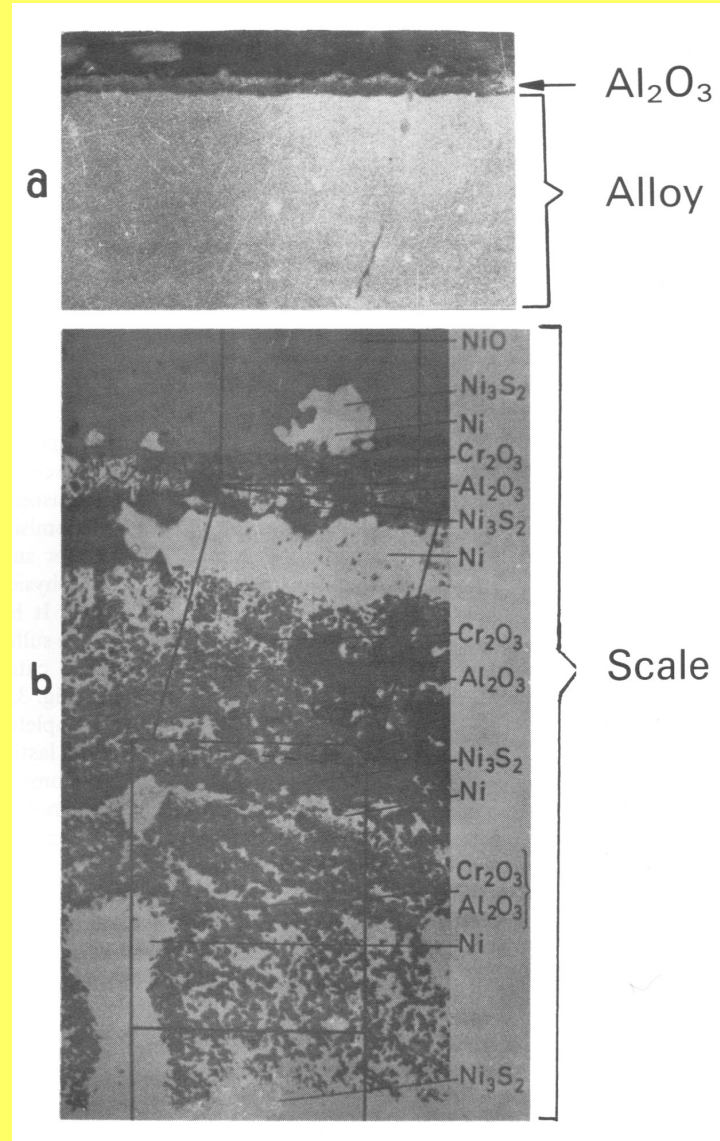 Al₂O₃
a
Alloy
NiO
Ni₃S₂
Ni
Cr₂O₃
Al₂O₃
Ni₃S₂
Ni
Cr₂O₃
Scale
b
Al₂O₃
Ni₃S₂
Ni
Cr₂O₃
Al₂O₃
Ni
Ni₃S₂